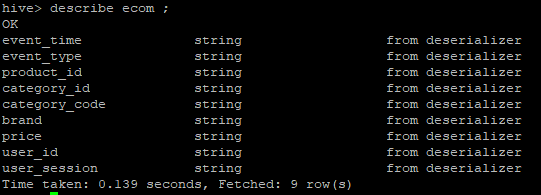 hive> describe ecom ;
OK
event_time string from deserializer
event_type string from deserializer
product_id string from deserializer
category_id string from deserializer
category_code string from deserializer
brand string from deserializer
price string from deserializer
user_id string from deserializer
user_session string from deserializer
Time taken: 0.139 seconds, Fetched: 9 row(s)